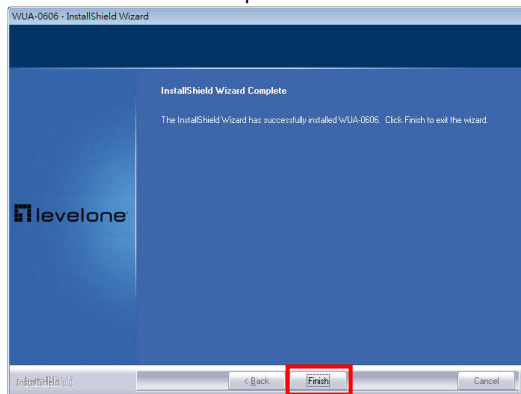 WUA-0606 - InstallShield Wizard
InstallShield Wizard Complete
The InstallShield Wizard has successfully installed WUA-0606. Click Finish to exit the wizard.
levelone
InstallShield
< Back Finish Cancel